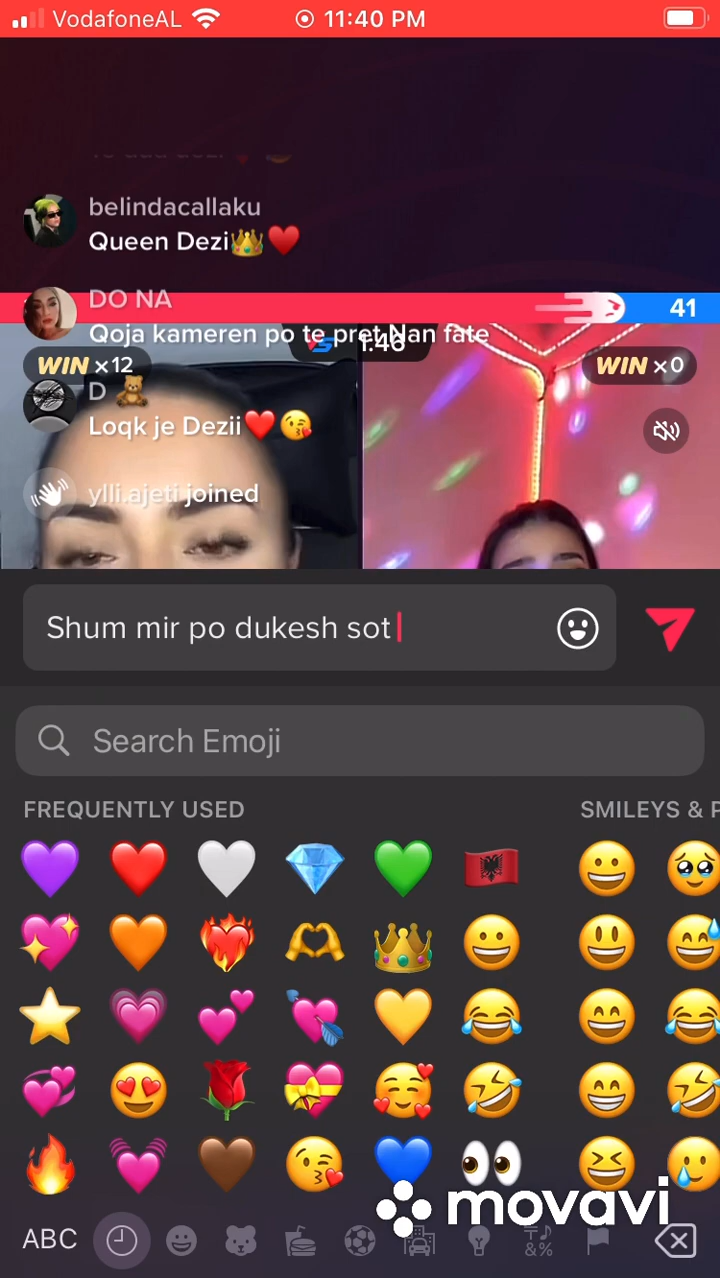 VodafoneAL
11:40 PM
belindacallaku
Queen Dezi👑❤️
DO NA
41
Qoja kameren po te pret Nan fate
1:48
WIN ×12
WIN ×0
D 🧸
Loqk je Dezii❤️😘
ylli.ajeti joined
Shum mir po dukesh sot
Search Emoji
FREQUENTLY USED
SMILEYS & P
ABC
movavi